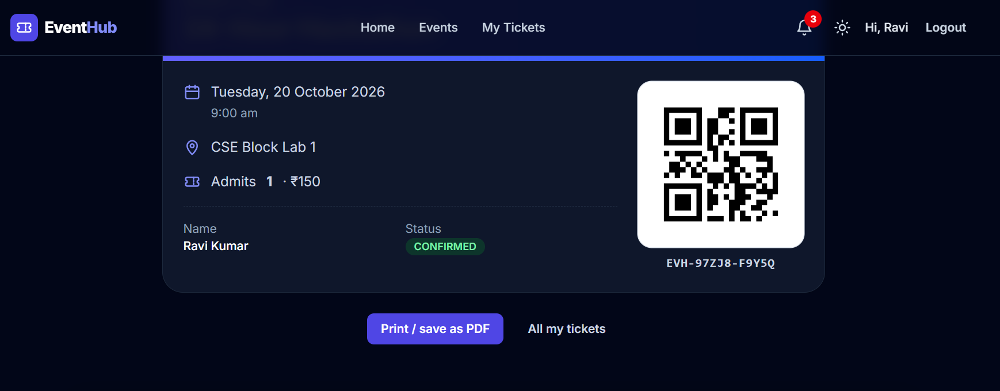 EventHub
Home
Events
My Tickets
3
Hi, Ravi
Logout
Tuesday, 20 October 2026
9:00 am
CSE Block Lab 1
Admits 1 · ₹150
Name
Ravi Kumar
Status
CONFIRMED
EVH-97ZJ8-F9Y5Q
Print / save as PDF
All my tickets